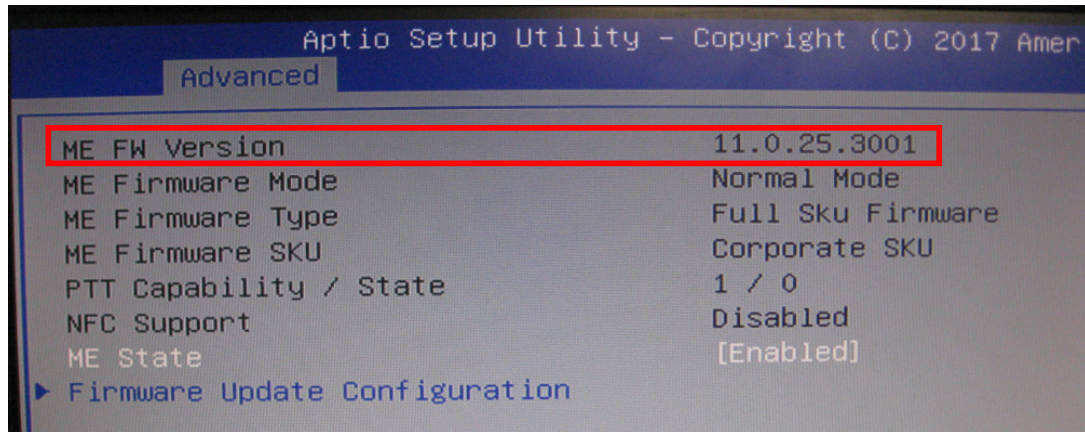 Aptio Setup Utility – Copyright (C) 2017 Amer
Advanced
ME FW Version 11.0.25.3001
ME Firmware Mode Normal Mode
ME Firmware Type Full Sku Firmware
ME Firmware SKU Corporate SKU
PTT Capability / State 1 / 0
NFC Support Disabled
ME State [Enabled]
► Firmware Update Configuration